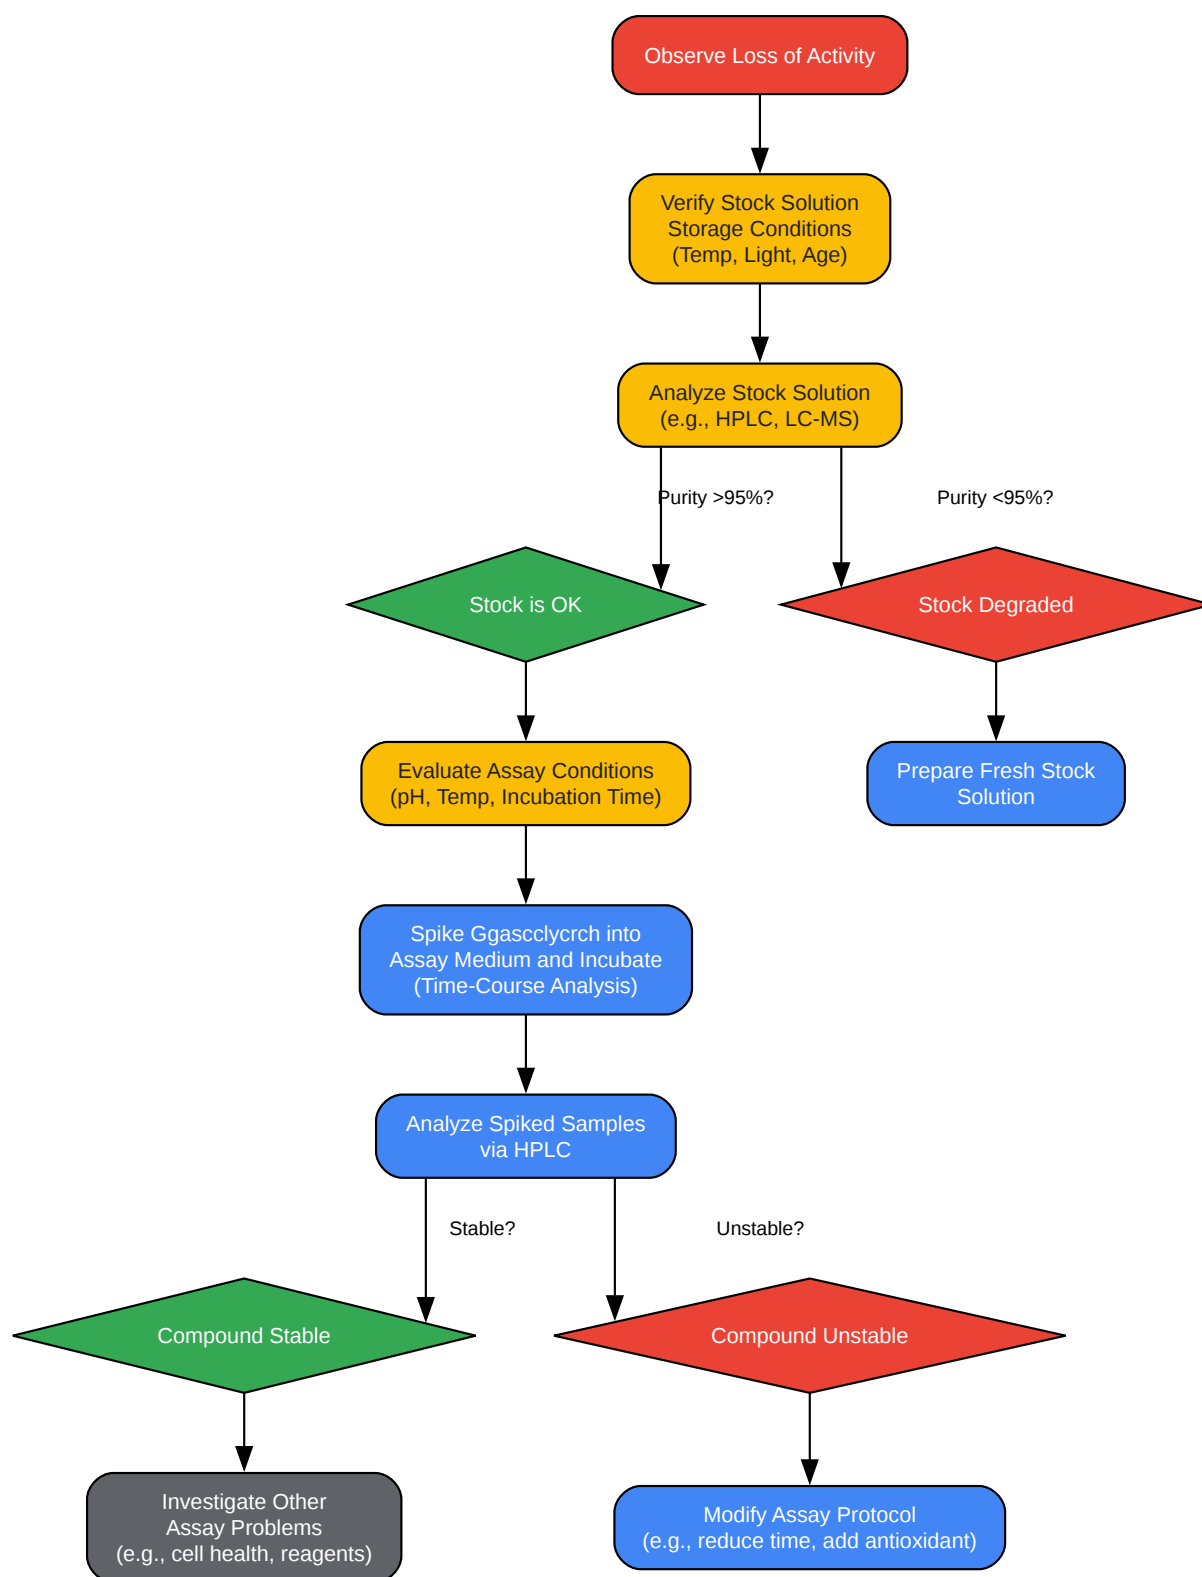 Observe Loss of Activity
Verify Stock Solution
Storage Conditions
(Temp, Light, Age)
Analyze Stock Solution
(e.g., HPLC, LC-MS)
Purity >95%?
Purity <95%?
Stock is OK
Stock Degraded
Evaluate Assay Conditions
(pH, Temp, Incubation Time)
Prepare Fresh Stock
Solution
Spike Ggascclycrch into
Assay Medium and Incubate
(Time-Course Analysis)
Analyze Spiked Samples
via HPLC
Stable?
Unstable?
Compound Stable
Compound Unstable
Investigate Other
Assay Problems
(e.g., cell health, reagents)
Modify Assay Protocol
(e.g., reduce time, add antioxidant)